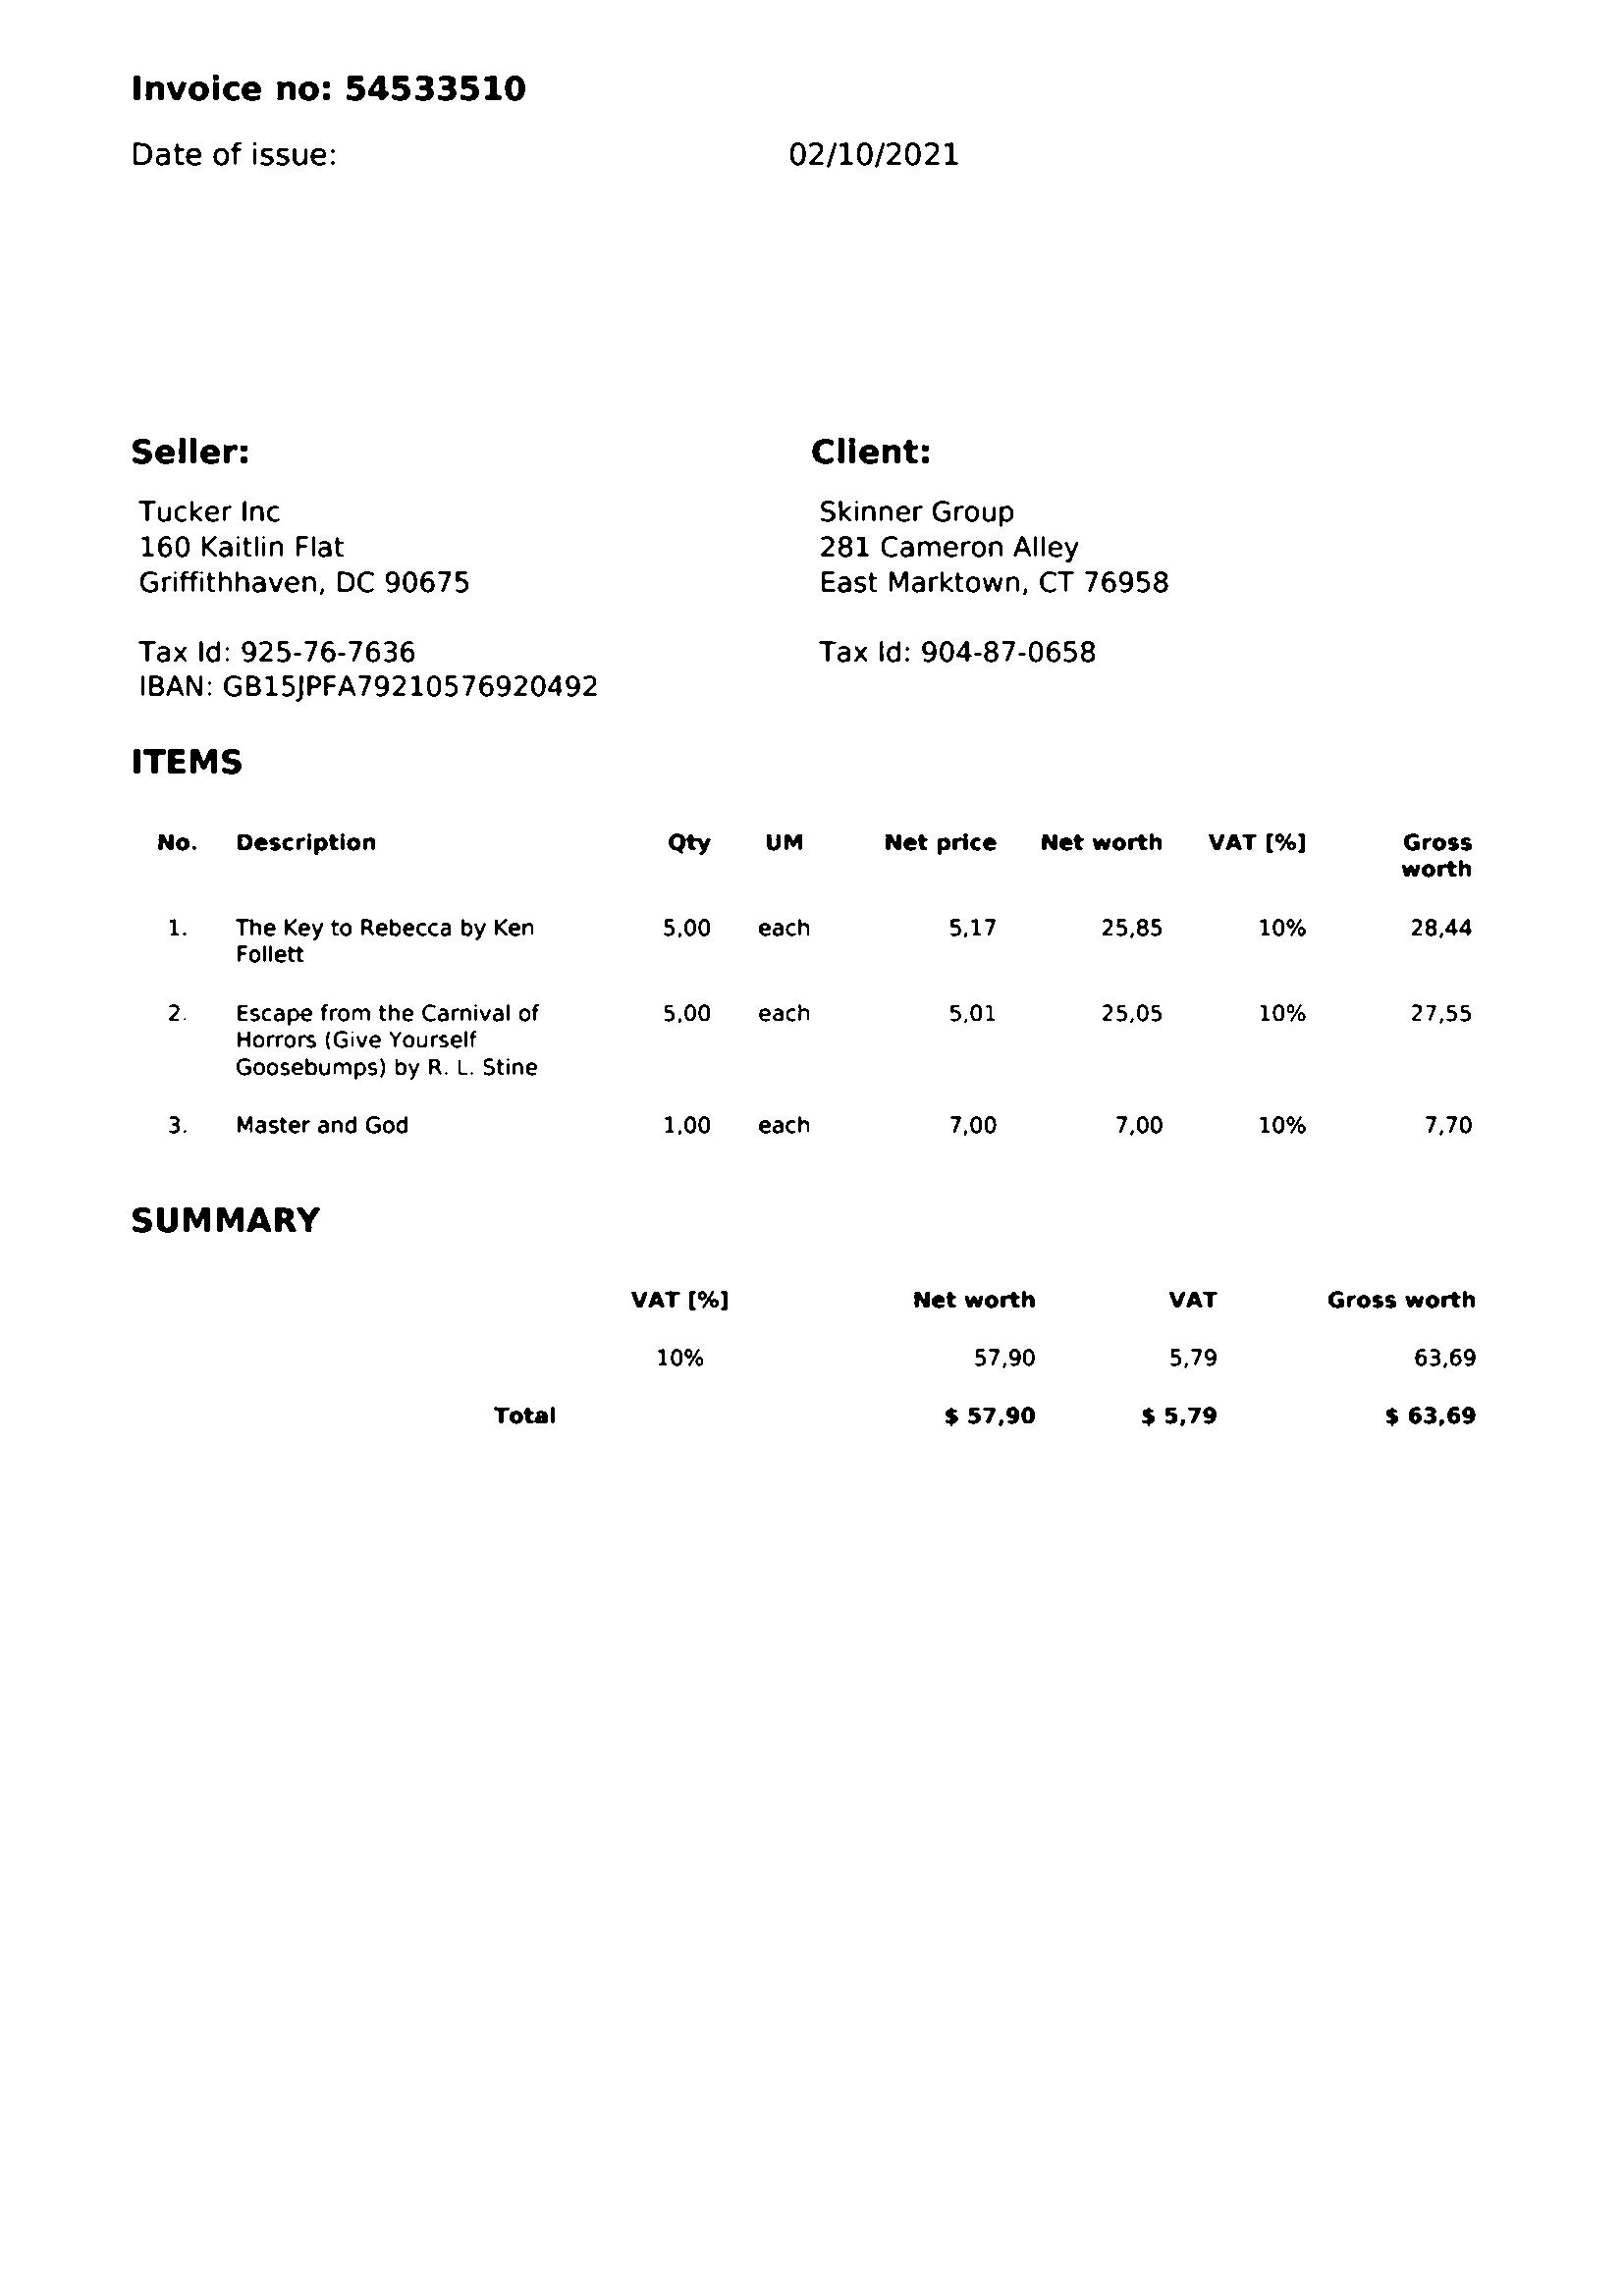 Invoice no: 54533510
Date of issue: 02/10/2021
Seller:
Tucker Inc
160 Kaitlin Flat
Griffithhaven, DC 90675
Tax Id: 925-76-7636
IBAN: GB15JPFA79210576920492
Client:
Skinner Group
281 Cameron Alley
East Marktown, CT 76958
Tax Id: 904-87-0658
ITEMS
No. Description Qty UM Net price Net worth VAT [%] Gross
worth
1. The Key to Rebecca by Ken 5,00 each 5,17 25,85 10% 28,44
Follett
2. Escape from the Carnival of 5,00 each 5,01 25,05 10% 27,55
Horrors (Give Yourself
Goosebumps) by R. L. Stine
3. Master and God 1,00 each 7,00 7,00 10% 7,70
SUMMARY
VAT [%] Net worth VAT Gross worth
10% 57,90 5,79 63,69
Total $ 57,90 $ 5,79 $ 63,69